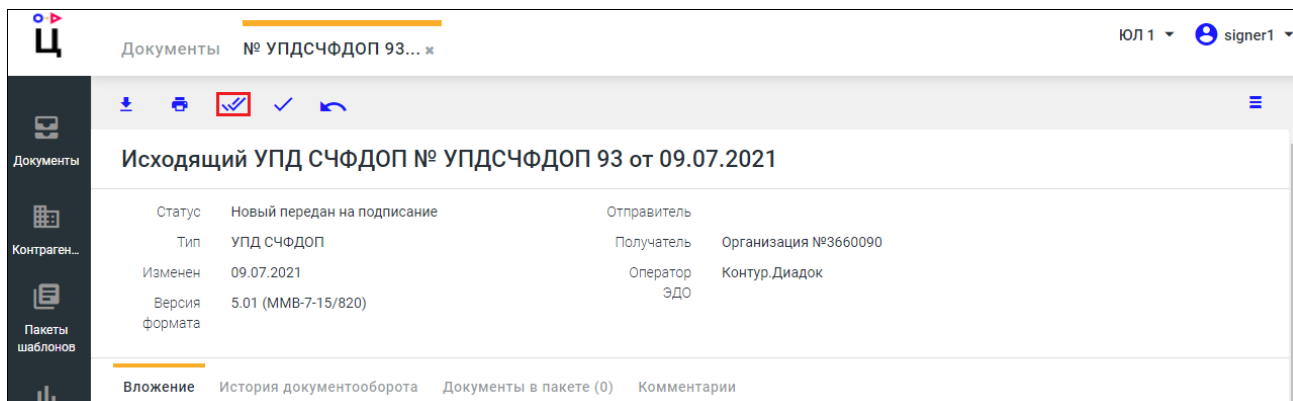 Ц
Документы № УПДСЧФДОП 93... × ЮЛ 1 signer1
Документы
Контраген...
Пакеты
шаблонов
Исходящий УПД СЧФДОП № УПДСЧФДОП 93 от 09.07.2021
Статус Новый передан на подписание Отправитель
Тип УПД СЧФДОП Получатель Организация №3660090
Изменен 09.07.2021 Оператор Контур.Диадок
ЭДО
Версия 5.01 (ММВ-7-15/820)
формата
Вложение История документооборота Документы в пакете (0) Комментарии